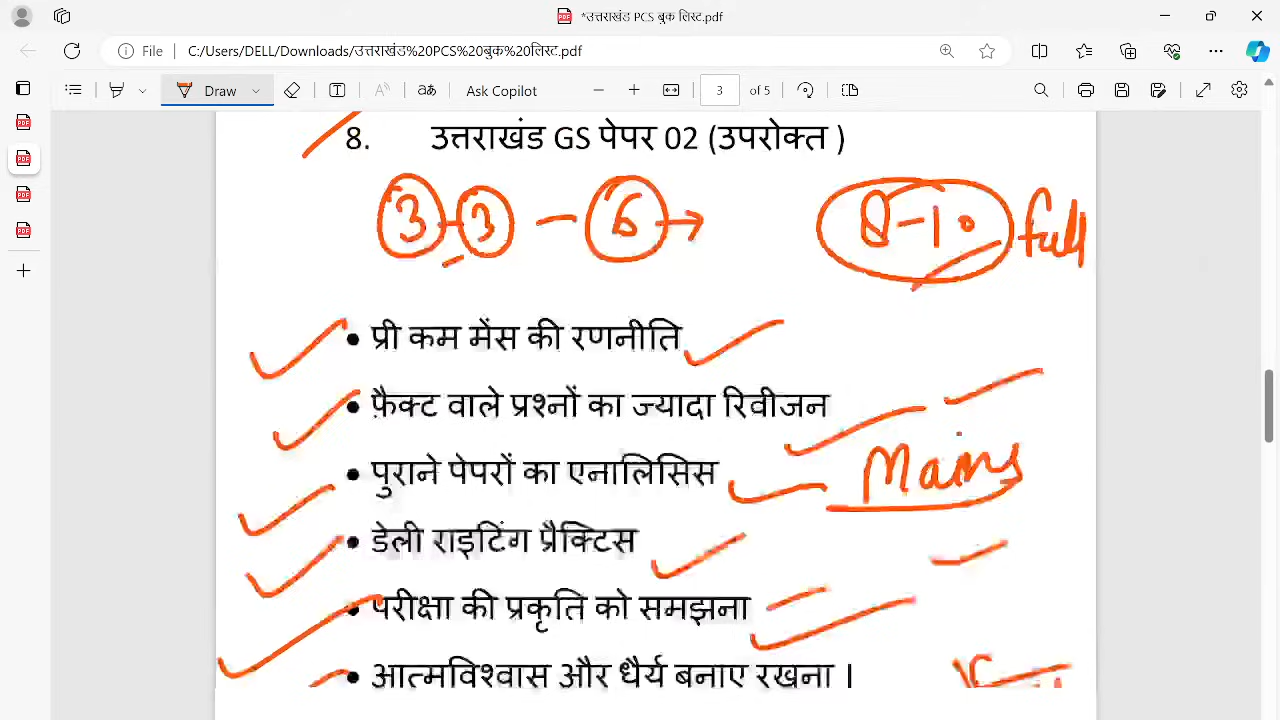 *उत्तराखंड PCS बुक लिस्ट.pdf
File C:/Users/DELL/Downloads/उत्तराखंड%20PCS%20बुक%20लिस्ट.pdf
Draw Ask Copilot 3 of 5
8. उत्तराखंड GS पेपर 02 (उपरोक्त )
3 - 3 - 6 → 8-10 full
• प्री कम मेंस की रणनीति
• फ़ैक्ट वाले प्रश्नों का ज्यादा रिवीजन
• पुराने पेपरों का एनालिसिस Mains
• डेली राइटिंग प्रैक्टिस
• परीक्षा की प्रकृति को समझना
• आत्मविश्वास और धैर्य बनाए रखना ।